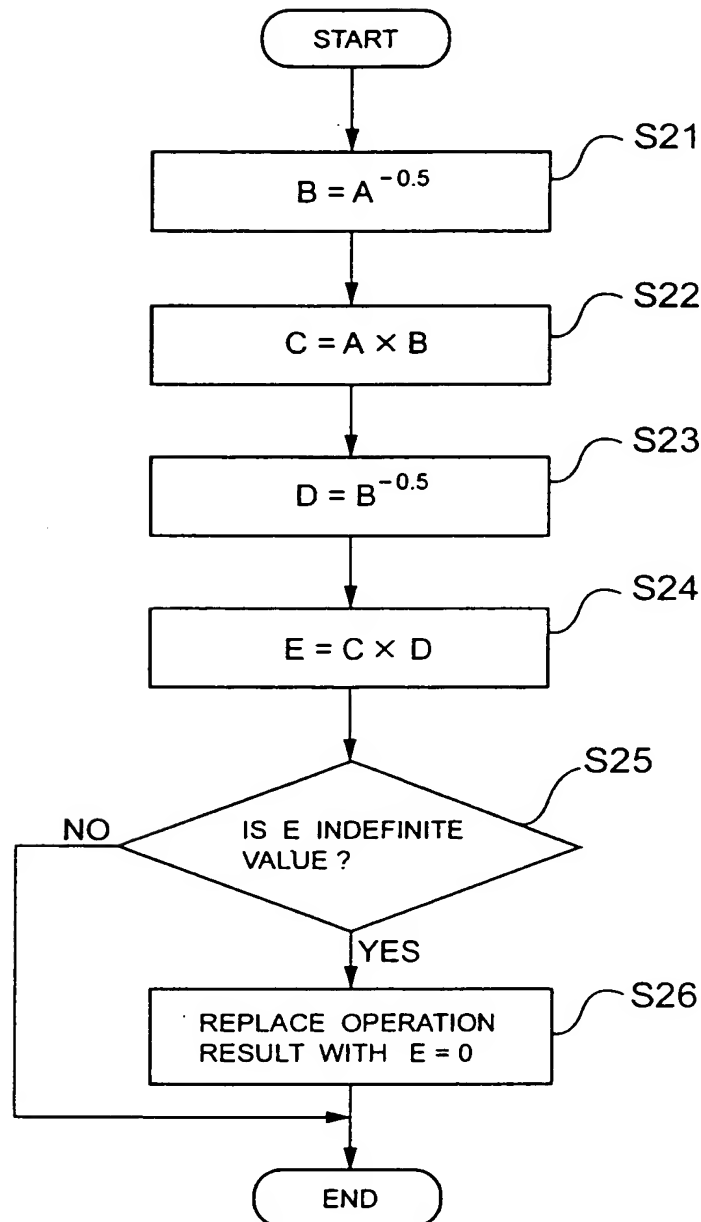 START
S21
B = A^-0.5
S22
C = A × B
S23
D = B^-0.5
S24
E = C × D
S25
NO
IS E INDEFINITE
VALUE ?
YES
S26
REPLACE OPERATION
RESULT WITH E = 0
END